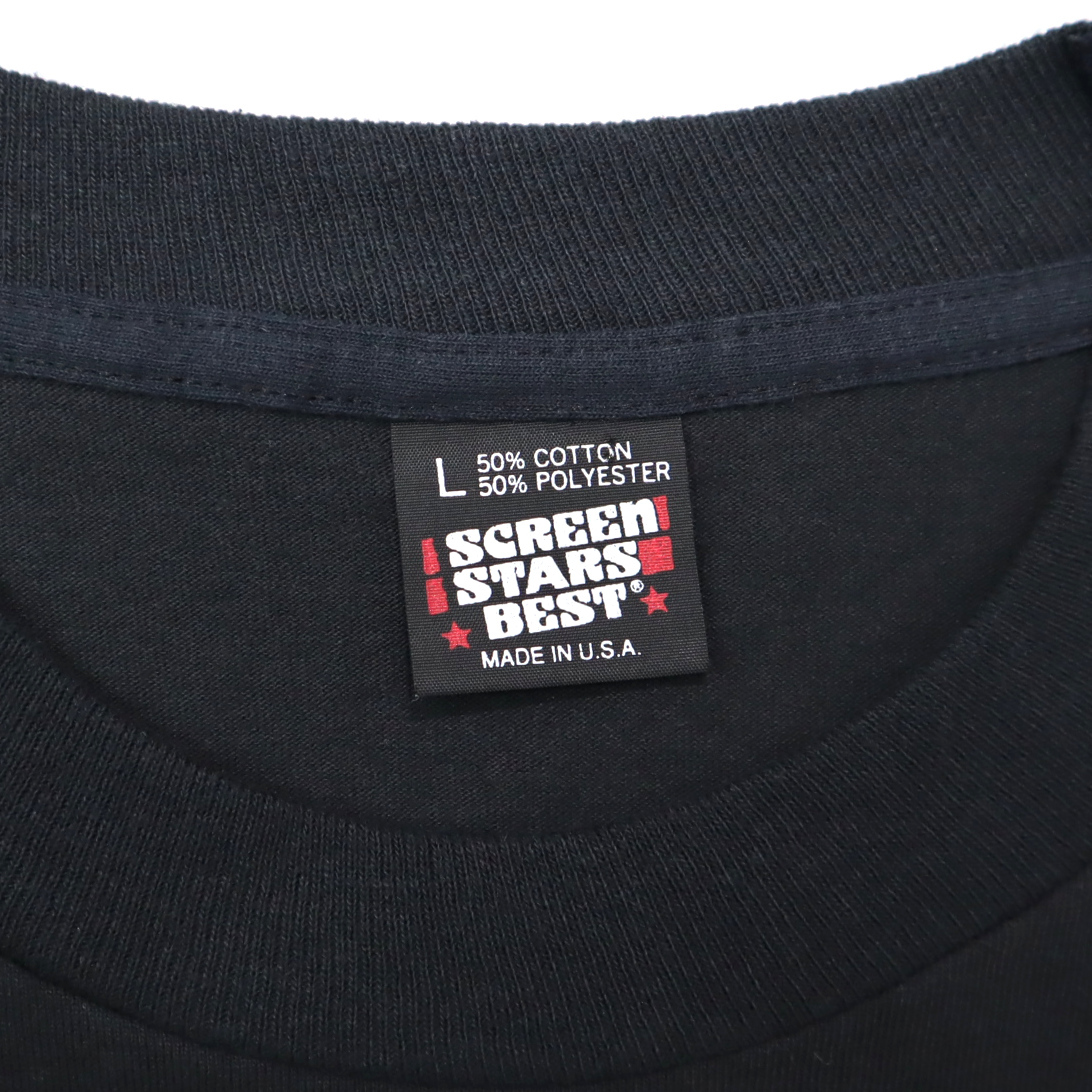 L 50% COTTON
50% POLYESTER
SCREEn
STARS
BEST®
MADE IN U.S.A.